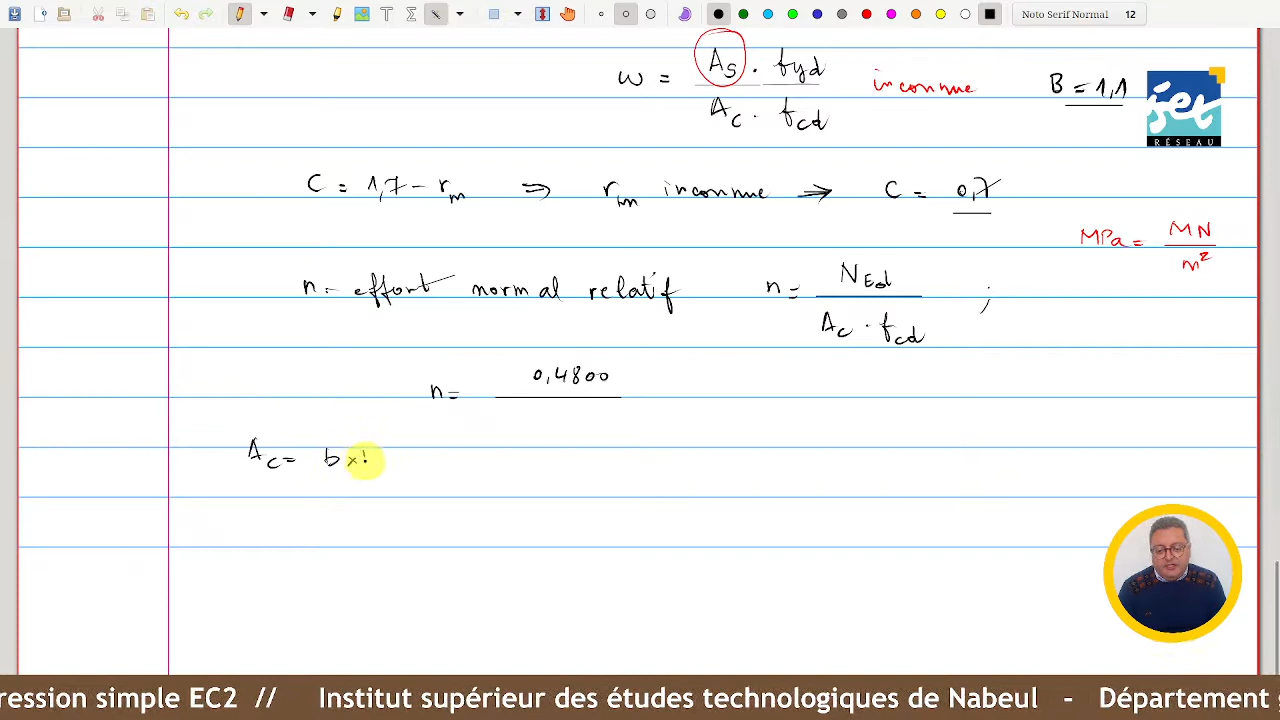 Noto Serif Normal 12
ω = As . fyd / Ac . fcd inconnue B = 1,1
iset
RÉSEAU
C = 1,7 - rm ⇒ rm inconnue ⇒ C = 0,7
MPa = MN / m²
n - effort normal relatif n = NEd / Ac . fcd ;
n = 0,4800
Ac = b ×
ression simple EC2 // Institut supérieur des études technologiques de Nabeul - Département